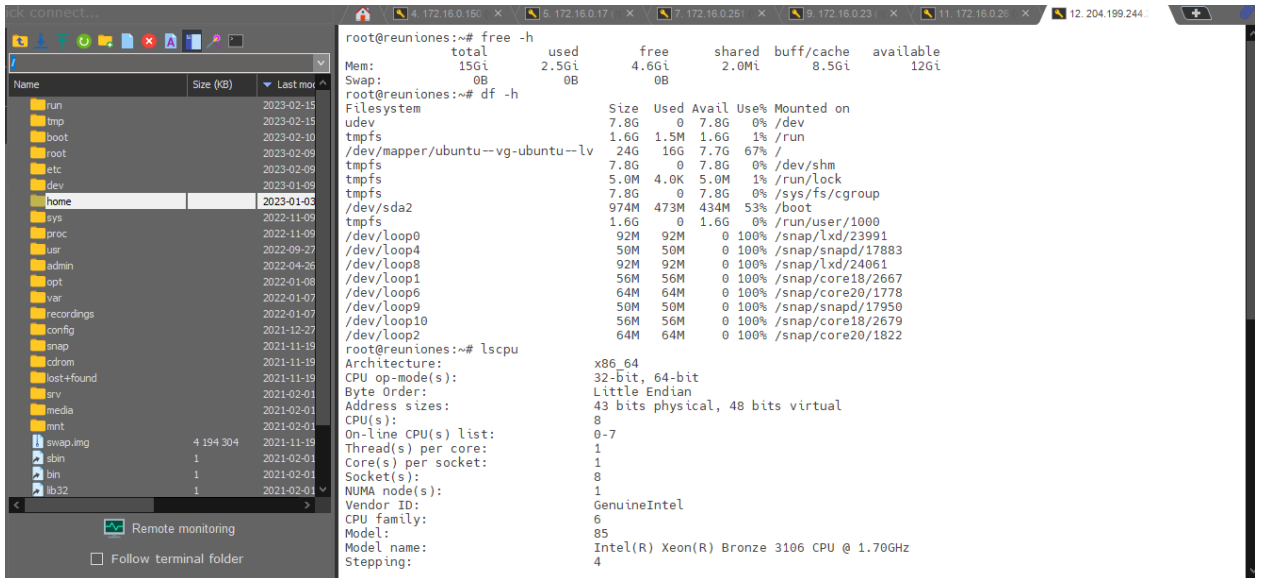 ick connect...
4. 172.16.0.150
5. 172.16.0.17
7. 172.16.0.251
9. 172.16.0.23
11. 172.16.0.26
12. 204.199.244.
/
Name Size (KB) Last mod
run 2023-02-15
tmp 2023-02-15
boot 2023-02-10
root 2023-02-09
etc 2023-02-09
dev 2023-01-09
home 2023-01-03
sys 2022-11-09
proc 2022-11-09
usr 2022-09-27
admin 2022-04-26
opt 2022-01-08
var 2022-01-07
recordings 2022-01-07
config 2021-12-27
snap 2021-11-19
cdrom 2021-11-19
lost+found 2021-11-19
srv 2021-02-01
media 2021-02-01
mnt 2021-02-01
swap.img 4 194 304 2021-11-19
sbin 1 2021-02-01
bin 1 2021-02-01
lib32 1 2021-02-01
Remote monitoring
Follow terminal folder
root@reuniones:~# free -h
total used free shared buff/cache available
Mem: 15Gi 2.5Gi 4.6Gi 2.0Mi 8.5Gi 12Gi
Swap: 0B 0B 0B
root@reuniones:~# df -h
Filesystem Size Used Avail Use% Mounted on
udev 7.8G 0 7.8G 0% /dev
tmpfs 1.6G 1.5M 1.6G 1% /run
/dev/mapper/ubuntu--vg-ubuntu--lv 24G 16G 7.7G 67% /
tmpfs 7.8G 0 7.8G 0% /dev/shm
tmpfs 5.0M 4.0K 5.0M 1% /run/lock
tmpfs 7.8G 0 7.8G 0% /sys/fs/cgroup
/dev/sda2 974M 473M 434M 53% /boot
tmpfs 1.6G 0 1.6G 0% /run/user/1000
/dev/loop0 92M 92M 0 100% /snap/lxd/23991
/dev/loop4 50M 50M 0 100% /snap/snapd/17883
/dev/loop8 92M 92M 0 100% /snap/lxd/24061
/dev/loop1 56M 56M 0 100% /snap/core18/2667
/dev/loop6 64M 64M 0 100% /snap/core20/1778
/dev/loop9 50M 50M 0 100% /snap/snapd/17950
/dev/loop10 56M 56M 0 100% /snap/core18/2679
/dev/loop2 64M 64M 0 100% /snap/core20/1822
root@reuniones:~# lscpu
Architecture: x86_64
CPU op-mode(s): 32-bit, 64-bit
Byte Order: Little Endian
Address sizes: 43 bits physical, 48 bits virtual
CPU(s): 8
On-line CPU(s) list: 0-7
Thread(s) per core: 1
Core(s) per socket: 1
Socket(s): 8
NUMA node(s): 1
Vendor ID: GenuineIntel
CPU family: 6
Model: 85
Model name: Intel(R) Xeon(R) Bronze 3106 CPU @ 1.70GHz
Stepping: 4